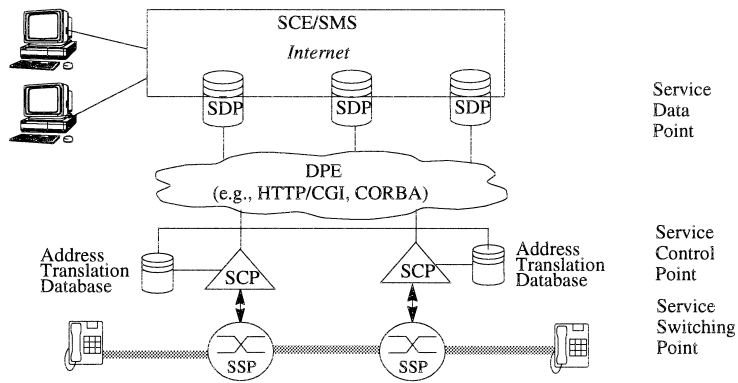 SCE/SMS
Internet
SDP
SDP
SDP
Service
Data
Point
DPE
(e.g., HTTP/CGI, CORBA)
Address
Translation
Database
SCP
SCP
Address
Translation
Database
Service
Control
Point
SSP
SSP
Service
Switching
Point